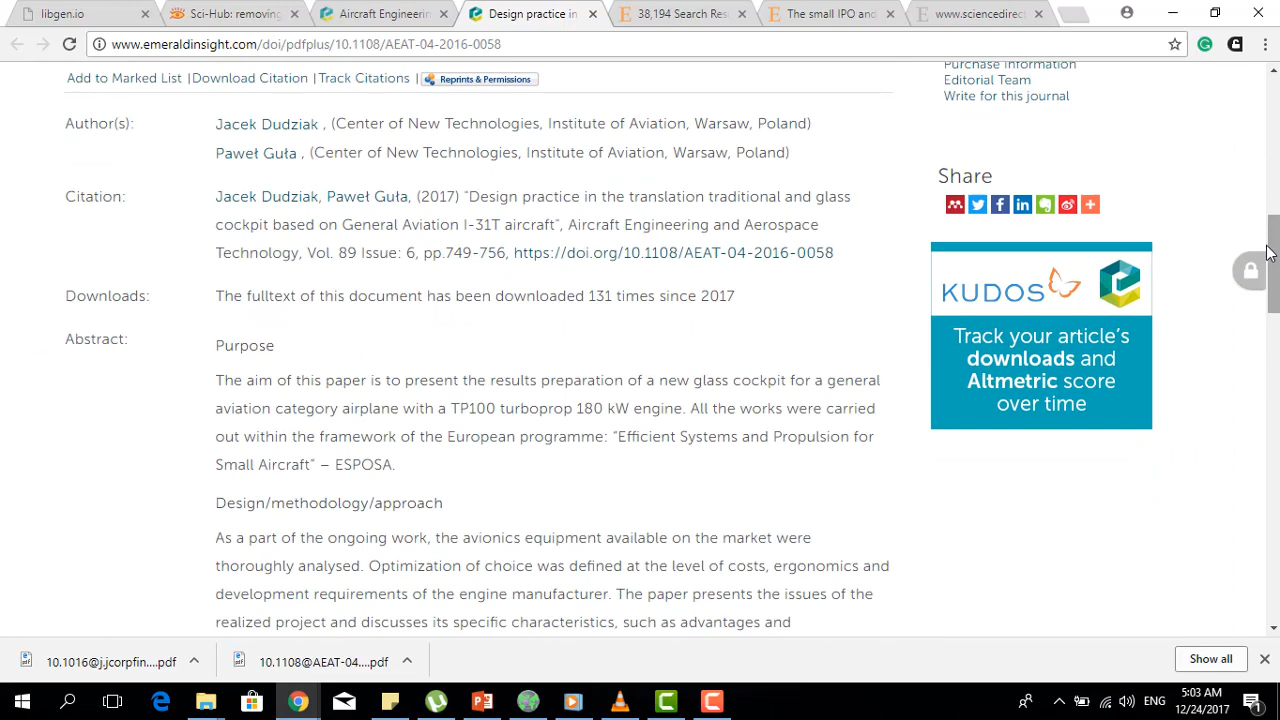 libgen.io
Sci-Hub: removing
Aircraft Engineerin
Design practice in
38,194 Search Res
The small IPO and
www.sciencedirect
www.emeraldinsight.com/doi/pdfplus/10.1108/AEAT-04-2016-0058
Add to Marked List |Download Citation |Track Citations | Reprints & Permissions
Purchase information
Editorial Team
Write for this journal
Author(s): Jacek Dudziak , (Center of New Technologies, Institute of Aviation, Warsaw, Poland)
Paweł Guła , (Center of New Technologies, Institute of Aviation, Warsaw, Poland)
Citation: Jacek Dudziak, Paweł Guła, (2017) "Design practice in the translation traditional and glass
cockpit based on General Aviation I-31T aircraft", Aircraft Engineering and Aerospace
Technology, Vol. 89 Issue: 6, pp.749-756, https://doi.org/10.1108/AEAT-04-2016-0058
Downloads: The fulltext of this document has been downloaded 131 times since 2017
Abstract:
Purpose
The aim of this paper is to present the results preparation of a new glass cockpit for a general
aviation category airplane with a TP100 turboprop 180 kW engine. All the works were carried
out within the framework of the European programme: “Efficient Systems and Propulsion for
Small Aircraft” – ESPOSA.
Design/methodology/approach
As a part of the ongoing work, the avionics equipment available on the market were
thoroughly analysed. Optimization of choice was defined at the level of costs, ergonomics and
development requirements of the engine manufacturer. The paper presents the issues of the
realized project and discusses its specific characteristics, such as advantages and
Share
KUDOS
Track your article's
downloads and
Altmetric score
over time
10.1016@j.jcorpfin....pdf
10.1108@AEAT-04....pdf
Show all
ENG
5:03 AM
12/24/2017
1